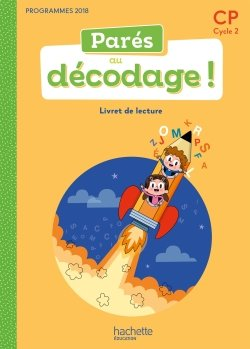 PROGRAMMES 2018
CP
Cycle 2
Parés
au
décodage !
Livret de lecture
Z J O M A R P S F A
hachette
ÉDUCATION